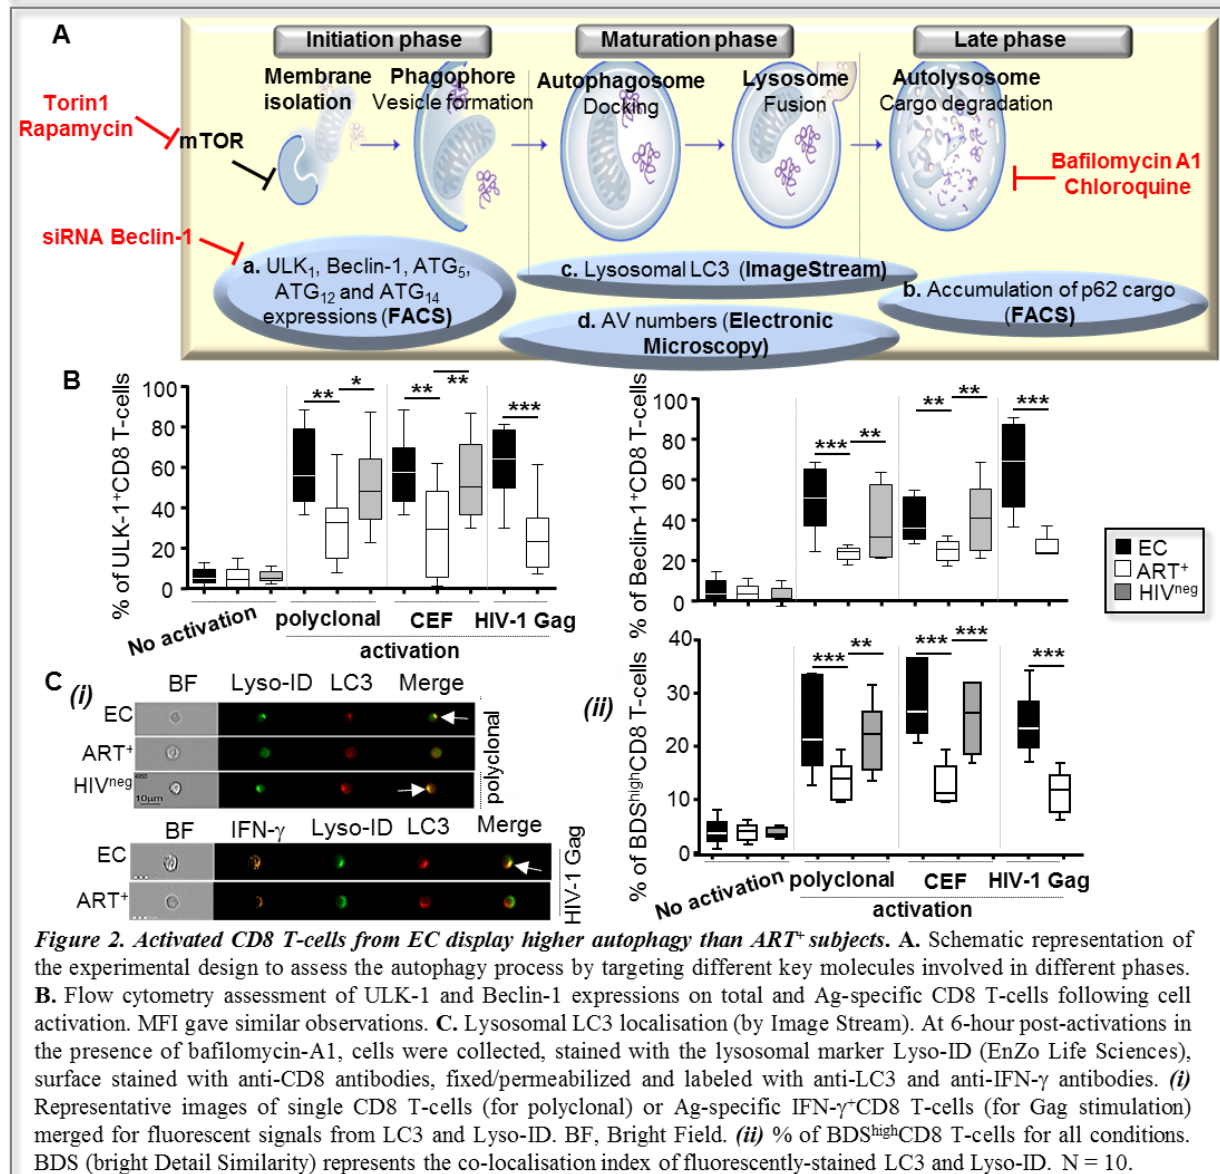 A
Initiation phase
Maturation phase
Late phase
Membrane isolation
Phagophore
Vesicle formation
Autophagosome
Docking
Lysosome
Fusion
Autolysosome
Cargo degradation
Torin1
Rapamycin
mTOR
Bafilomycin A1
Chloroquine
siRNA Beclin-1
a. ULK1, Beclin-1, ATG5,
ATG12 and ATG14
expressions (FACS)
c. Lysosomal LC3 (ImageStream)
b. Accumulation of p62 cargo
(FACS)
d. AV numbers (Electronic
Microscopy)
B
% of ULK-1+CD8 T-cells
100
80
60
40
20
0
** * ** ** ***
No activation
polyclonal
CEF
HIV-1 Gag
activation
% of Beclin-1+CD8 T-cells
100
80
60
40
20
0
*** ** ** ** ***
EC
ART+
HIVneg
C
(i)
BF Lyso-ID LC3 Merge
EC
ART+
HIVneg
10μm
polyclonal
BF IFN-γ Lyso-ID LC3 Merge
EC
ART+
HIV-1 Gag
(ii)
% of BDShighCD8 T-cells
40
30
20
10
0
*** ** *** *** ***
No activation
polyclonal
CEF
HIV-1 Gag
activation
Figure 2. Activated CD8 T-cells from EC display higher autophagy than ART+ subjects. A. Schematic representation of
the experimental design to assess the autophagy process by targeting different key molecules involved in different phases.
B. Flow cytometry assessment of ULK-1 and Beclin-1 expressions on total and Ag-specific CD8 T-cells following cell
activation. MFI gave similar observations. C. Lysosomal LC3 localisation (by Image Stream). At 6-hour post-activations in
the presence of bafilomycin-A1, cells were collected, stained with the lysosomal marker Lyso-ID (EnZo Life Sciences),
surface stained with anti-CD8 antibodies, fixed/permeabilized and labeled with anti-LC3 and anti-IFN-γ antibodies. (i)
Representative images of single CD8 T-cells (for polyclonal) or Ag-specific IFN-γ+CD8 T-cells (for Gag stimulation)
merged for fluorescent signals from LC3 and Lyso-ID. BF, Bright Field. (ii) % of BDShighCD8 T-cells for all conditions.
BDS (bright Detail Similarity) represents the co-localisation index of fluorescently-stained LC3 and Lyso-ID. N = 10.